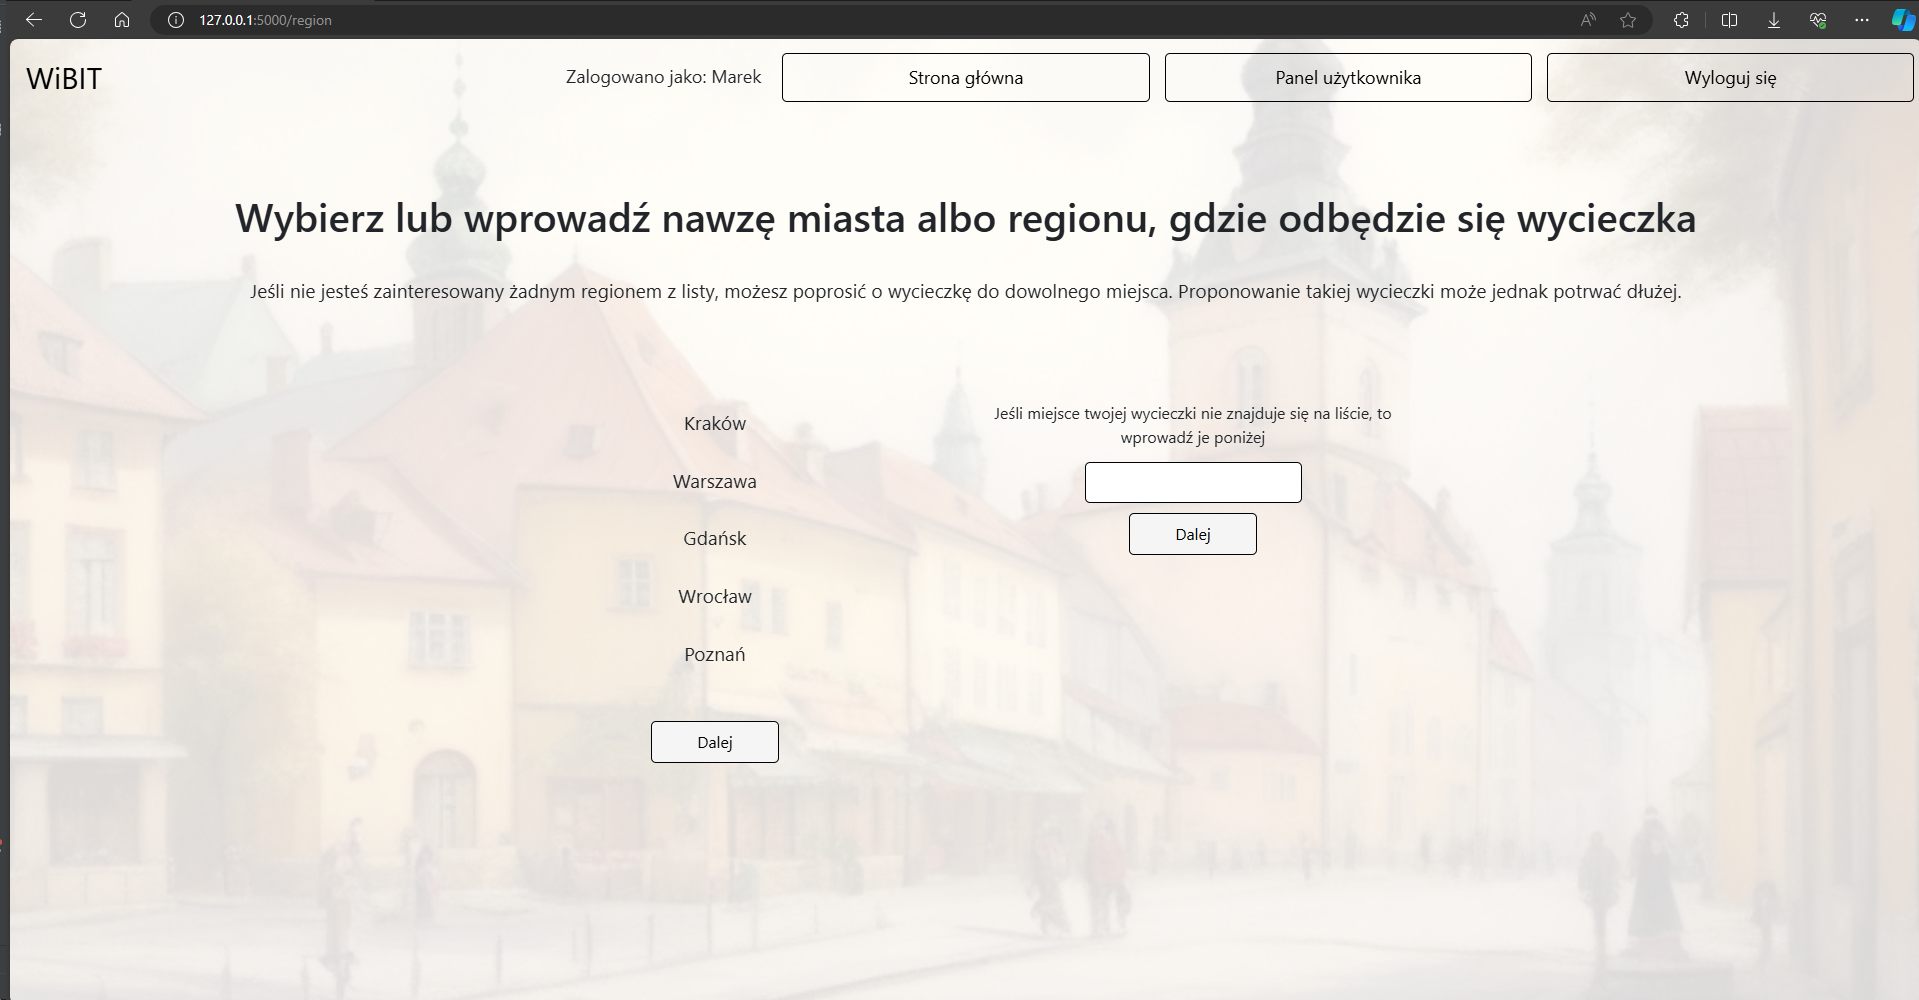 127.0.0.1:5000/region
WiBIT
Zalogowano jako: Marek
Strona główna
Panel użytkownika
Wyloguj się
Wybierz lub wprowadź nawzę miasta albo regionu, gdzie odbędzie się wycieczka
Jeśli nie jesteś zainteresowany żadnym regionem z listy, możesz poprosić o wycieczkę do dowolnego miejsca. Proponowanie takiej wycieczki może jednak potrwać dłużej.
Kraków
Warszawa
Gdańsk
Wrocław
Poznań
Dalej
Jeśli miejsce twojej wycieczki nie znajduje się na liście, to
wprowadź je poniżej
Dalej